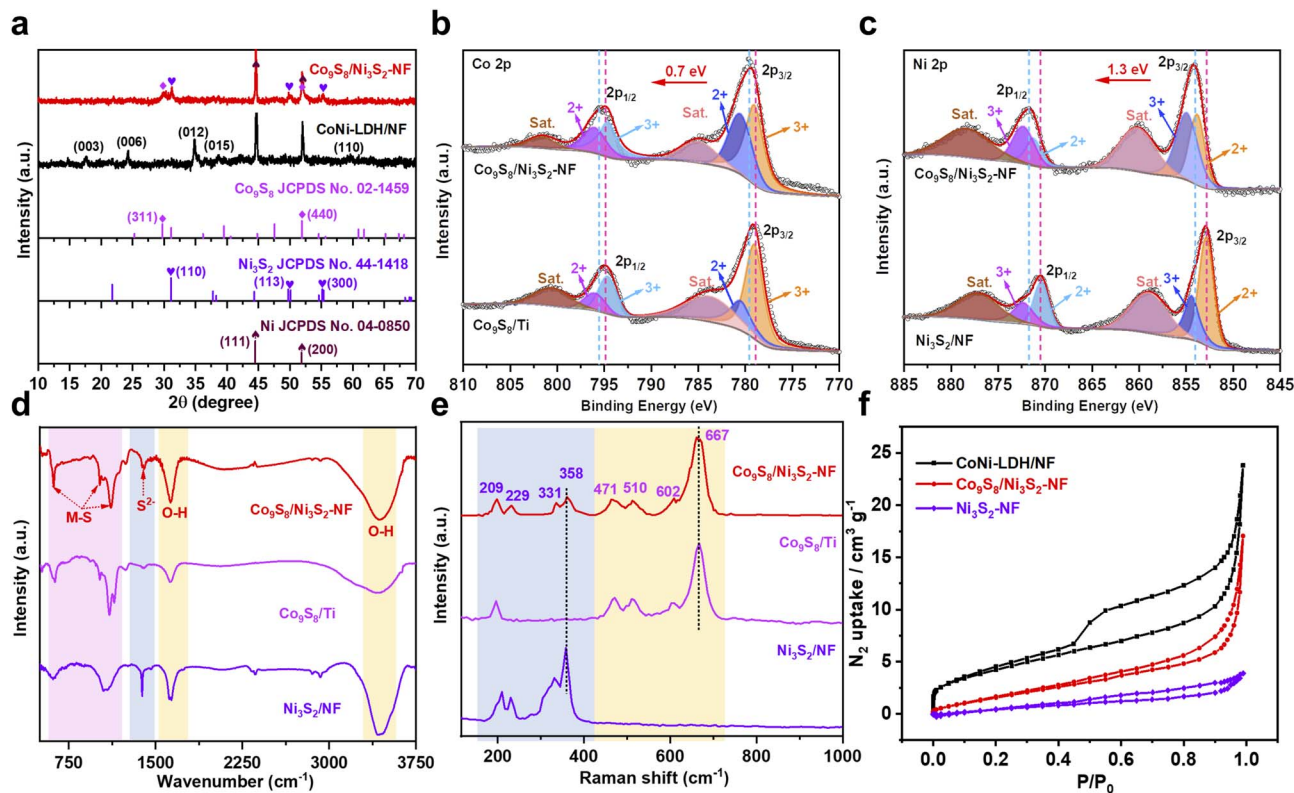 a
Intensity (a.u.)
Co₉S₈/Ni₃S₂-NF
CoNi-LDH/NF
(003)
(006)
(012)
(015)
(110)
Co₉S₈ JCPDS No. 02-1459
(311)
(440)
Ni₃S₂ JCPDS No. 44-1418
(110)
(113)
(300)
Ni JCPDS No. 04-0850
(111)
(200)
10 15 20 25 30 35 40 45 50 55 60 65 70
2θ (degree)
b
Intensity (a.u.)
Co 2p
0.7 eV
2p₃/₂
2p₁/₂
2+
3+
Sat.
2+
Sat.
3+
Co₉S₈/Ni₃S₂-NF
2p₃/₂
2p₁/₂
2+
3+
Sat.
2+
Sat.
3+
Co₉S₈/Ti
810 805 800 795 790 785 780 775 770
Binding Energy (eV)
c
Intensity (a.u.)
Ni 2p
1.3 eV
2p₃/₂
2p₁/₂
3+
2+
Sat.
3+
Sat.
2+
Co₉S₈/Ni₃S₂-NF
2p₃/₂
2p₁/₂
3+
2+
Sat.
3+
Sat.
2+
Ni₃S₂/NF
885 880 875 870 865 860 855 850 845
Binding Energy (eV)
d
Intensity (a.u.)
M-S
S²⁻
O-H
O-H
Co₉S₈/Ni₃S₂-NF
Co₉S₈/Ti
Ni₃S₂/NF
750 1500 2250 3000 3750
Wavenumber (cm⁻¹)
e
Intensity (a.u.)
209
229
331
358
471
510
602
667
Co₉S₈/Ni₃S₂-NF
Co₉S₈/Ti
Ni₃S₂/NF
200 400 600 800 1000
Raman shift (cm⁻¹)
f
N₂ uptake / cm³ g⁻¹
CoNi-LDH/NF
Co₉S₈/Ni₃S₂-NF
Ni₃S₂-NF
25
20
15
10
5
0
0.0 0.2 0.4 0.6 0.8 1.0
P/P₀